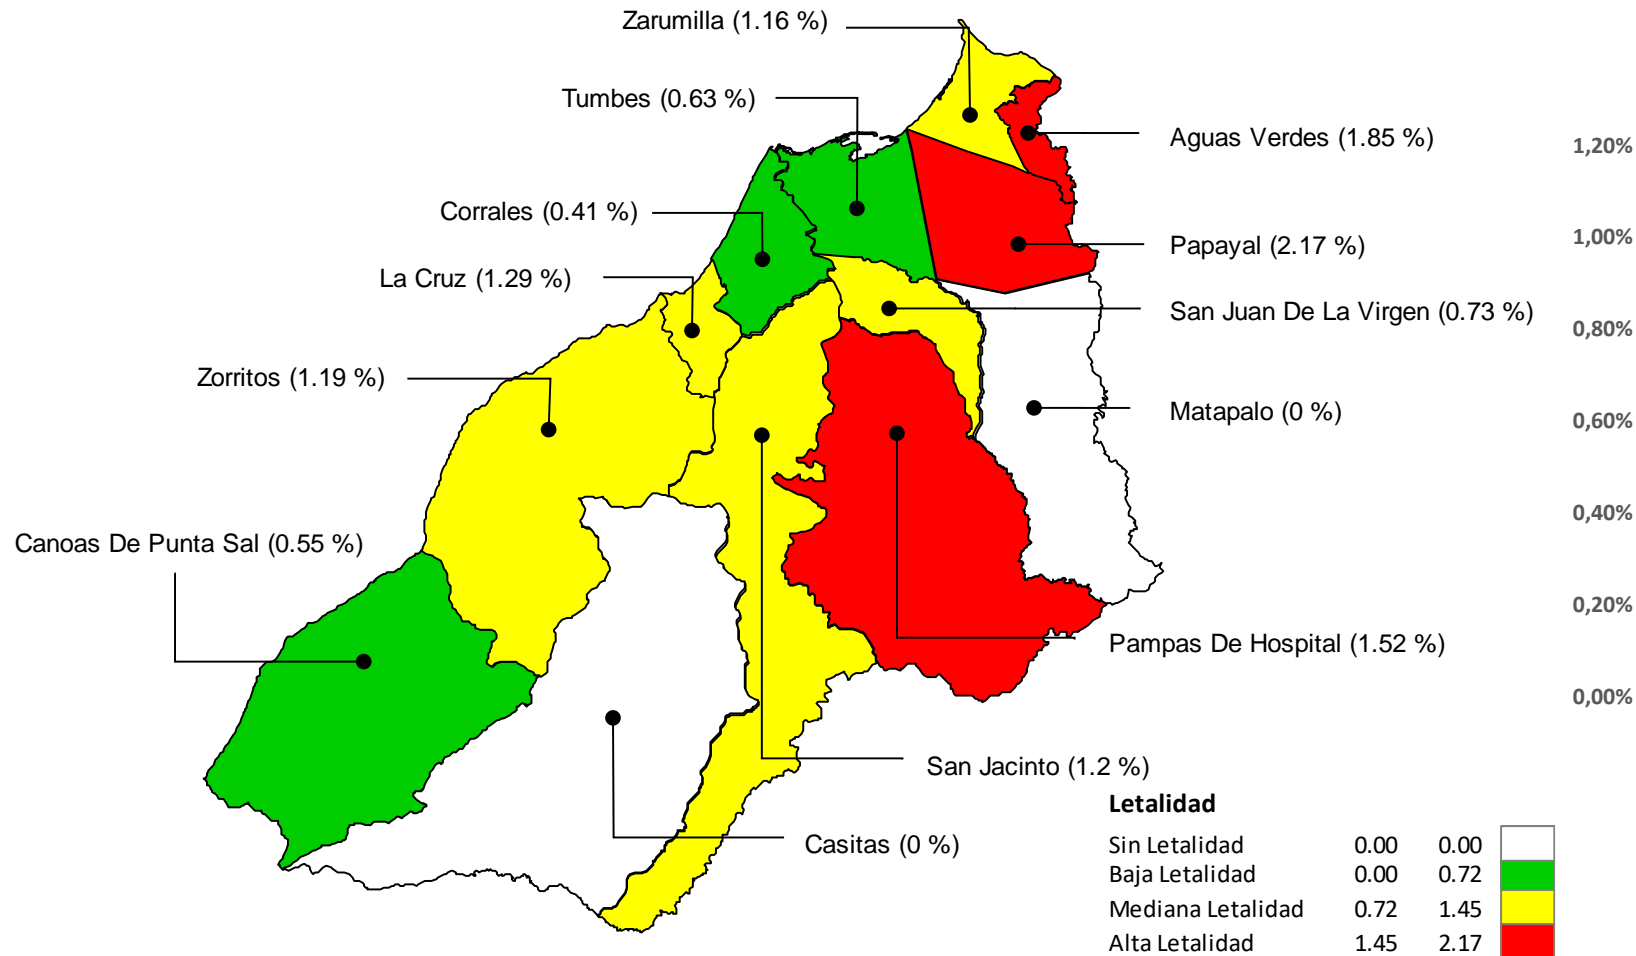 Zarumilla (1.16 %)
Tumbes (0.63 %)
Aguas Verdes (1.85 %)
1,20%
Corrales (0.41 %)
Papayal (2.17 %)
1,00%
La Cruz (1.29 %)
San Juan De La Virgen (0.73 %)
0,80%
Zorritos (1.19 %)
Matapalo (0 %)
0,60%
0,40%
Canoas De Punta Sal (0.55 %)
0,20%
Pampas De Hospital (1.52 %)
0,00%
San Jacinto (1.2 %)
Casitas (0 %)
Letalidad
Sin Letalidad 0.00 0.00
Baja Letalidad 0.00 0.72
Mediana Letalidad 0.72 1.45
Alta Letalidad 1.45 2.17